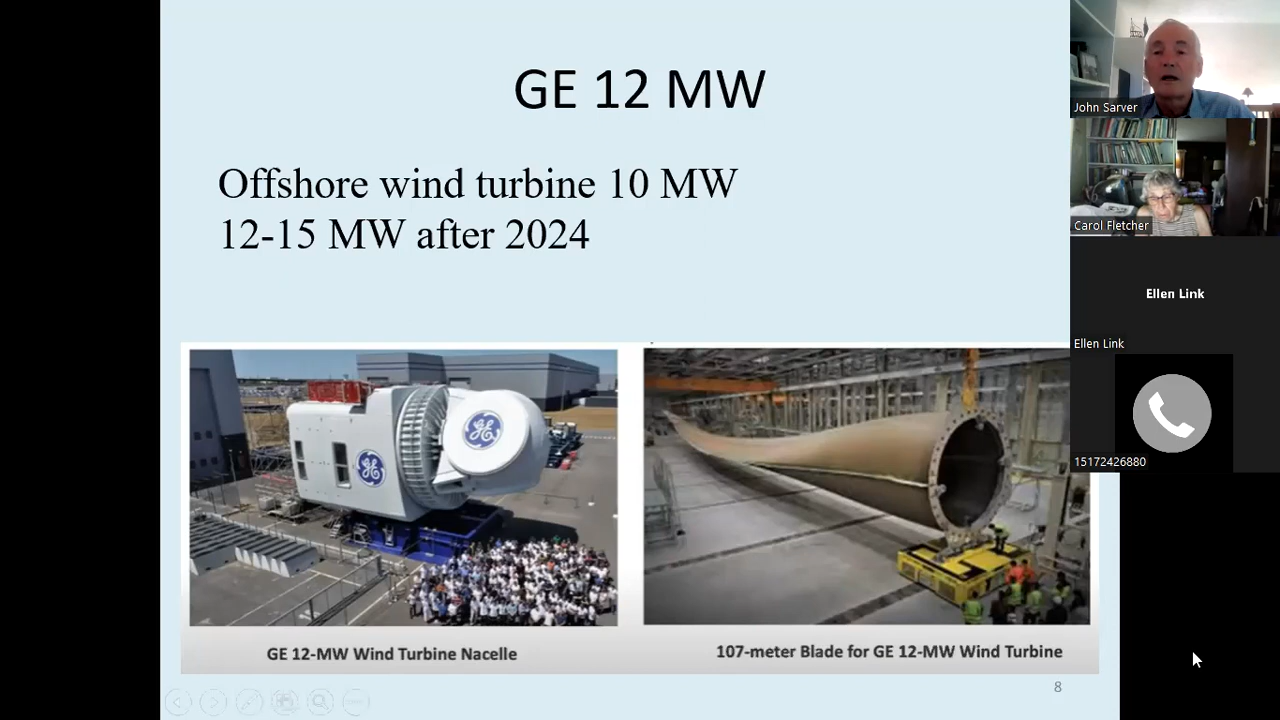 GE 12 MW
Offshore wind turbine 10 MW
12-15 MW after 2024
GE
GE
GE 12-MW Wind Turbine Nacelle
107-meter Blade for GE 12-MW Wind Turbine
8
John Sarver
Carol Fletcher
Ellen Link
Ellen Link
15172426880